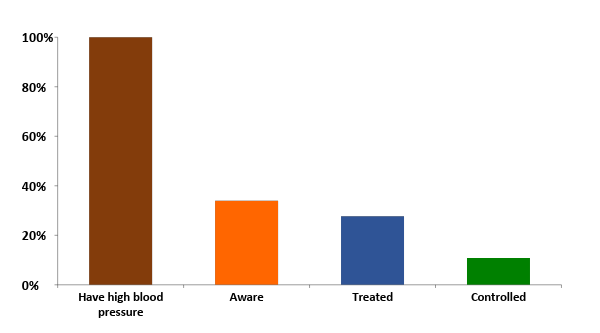 100%
80%
60%
40%
20%
0%
Have high blood
pressure
Aware
Treated
Controlled